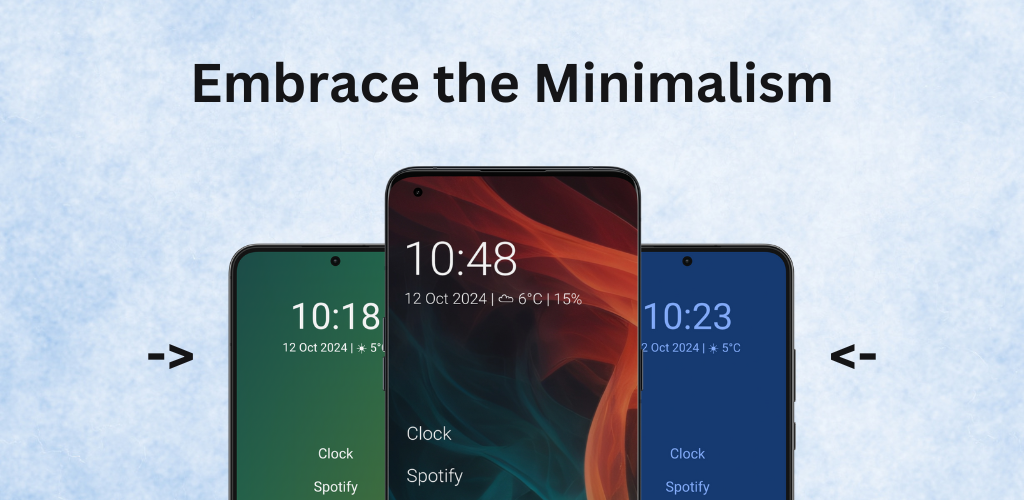 Embrace the Minimalism
10:48
12 Oct 2024 | 6°C | 15%
Clock
Spotify
10:18
12 Oct 2024 | ☀ 5°
Clock
Spotify
10:23
2 Oct 2024 | ☀ 5°C
Clock
Spotify
->
<-